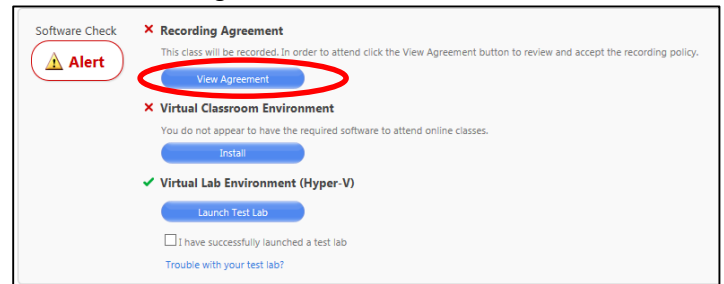 Software Check
Alert
Recording Agreement
This class will be recorded. In order to attend click the View Agreement button to review and accept the recording policy.
View Agreement
Virtual Classroom Environment
You do not appear to have the required software to attend online classes.
Install
Virtual Lab Environment (Hyper-V)
Launch Test Lab
I have successfully launched a test lab
Trouble with your test lab?